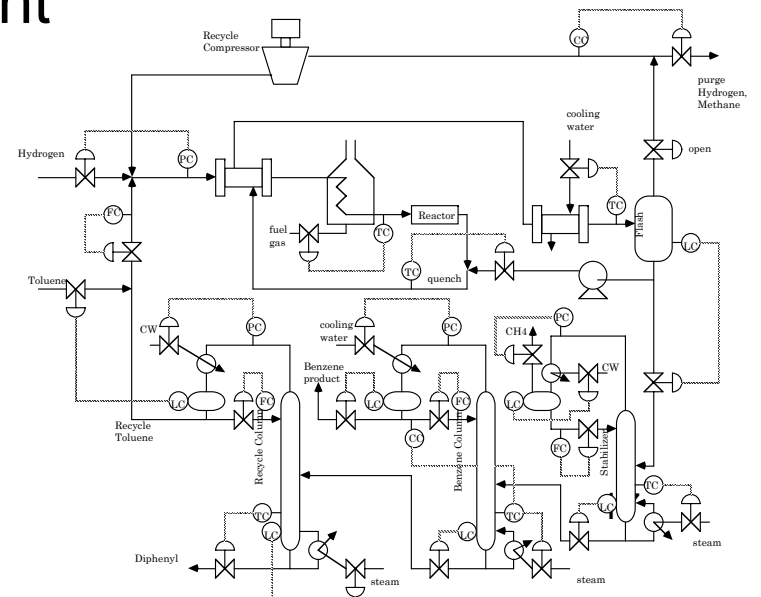 nt
Recycle
Compressor
CC
purge
Hydrogen,
Methane
cooling
water
Hydrogen
PC
open
FC
TC
Flash
Reactor
LC
fuel
gas
TC
TC
quench
Toluene
CW
PC
cooling
water
PC
PC
CH4
CW
Benzene
product
LC
FC
LC
FC
LC
Recycle
Toluene
Recycle Column
CC
Benzene Column
FC
Stabilizer
TC
LC
TC
LC
TC
LC
steam
Diphenyl
steam
steam